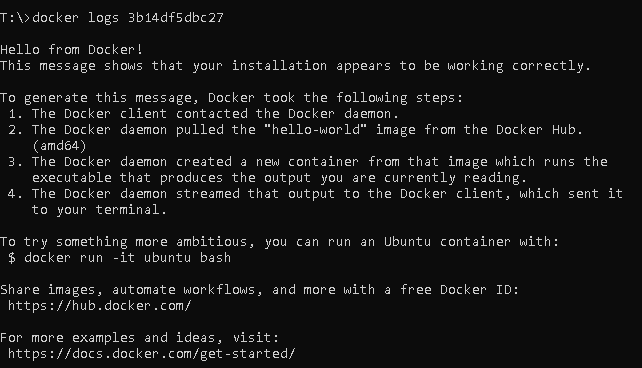 T:\>docker logs 3b14df5dbc27
Hello from Docker!
This message shows that your installation appears to be working correctly.
To generate this message, Docker took the following steps:
1. The Docker client contacted the Docker daemon.
2. The Docker daemon pulled the "hello-world" image from the Docker Hub.
(amd64)
3. The Docker daemon created a new container from that image which runs the
executable that produces the output you are currently reading.
4. The Docker daemon streamed that output to the Docker client, which sent it
to your terminal.
To try something more ambitious, you can run an Ubuntu container with:
$ docker run -it ubuntu bash
Share images, automate workflows, and more with a free Docker ID:
https://hub.docker.com/
For more examples and ideas, visit:
https://docs.docker.com/get-started/